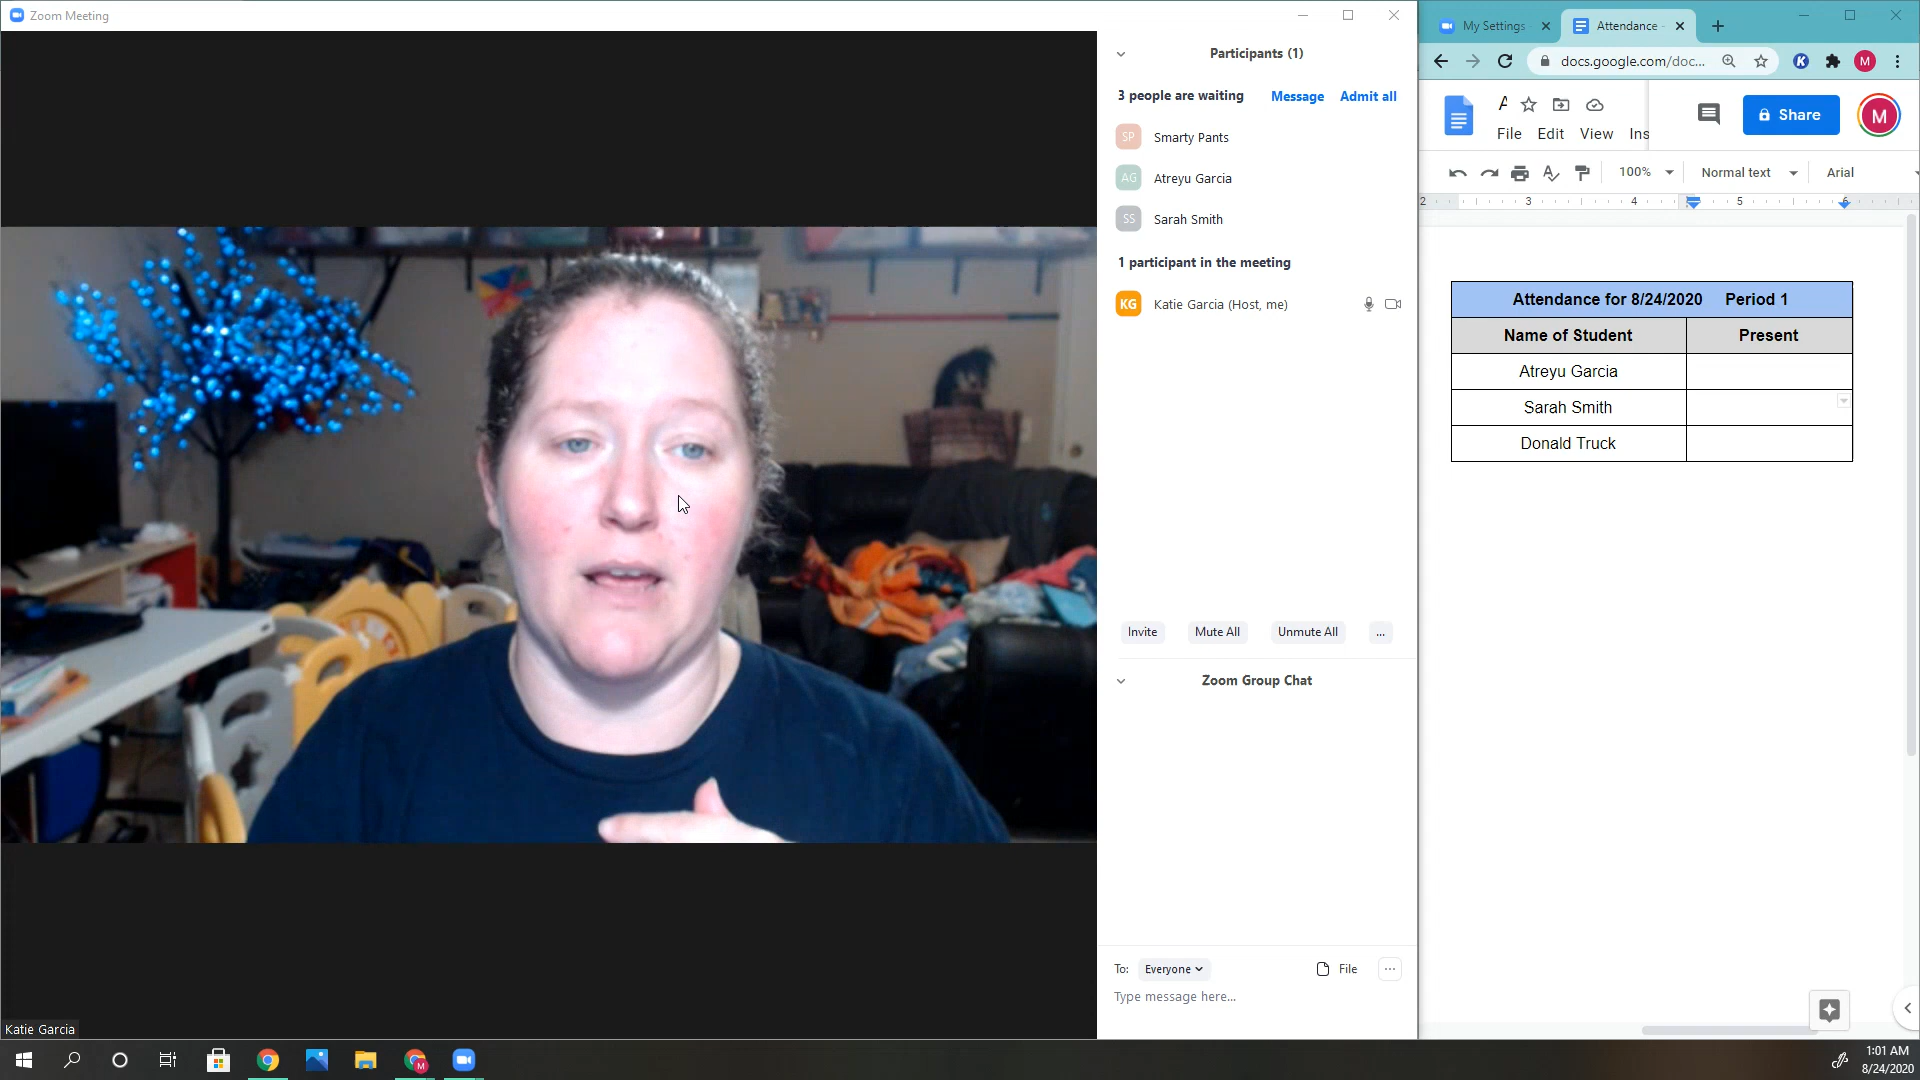 Zoom Meeting
Participants (1)
3 people are waiting Message Admit all
SP Smarty Pants
AG Atreyu Garcia
SS Sarah Smith
1 participant in the meeting
KG Katie Garcia (Host, me)
Invite Mute All Unmute All ...
Zoom Group Chat
To: Everyone File ...
Type message here...
Katie Garcia
My Settings Attendance -
docs.google.com/doc... K M
File Edit View Ins
Share M
100% Normal text Arial
2 3 4 5 6
Attendance for 8/24/2020 Period 1
Name of Student Present
Atreyu Garcia
Sarah Smith
Donald Truck
M
1:01 AM
8/24/2020